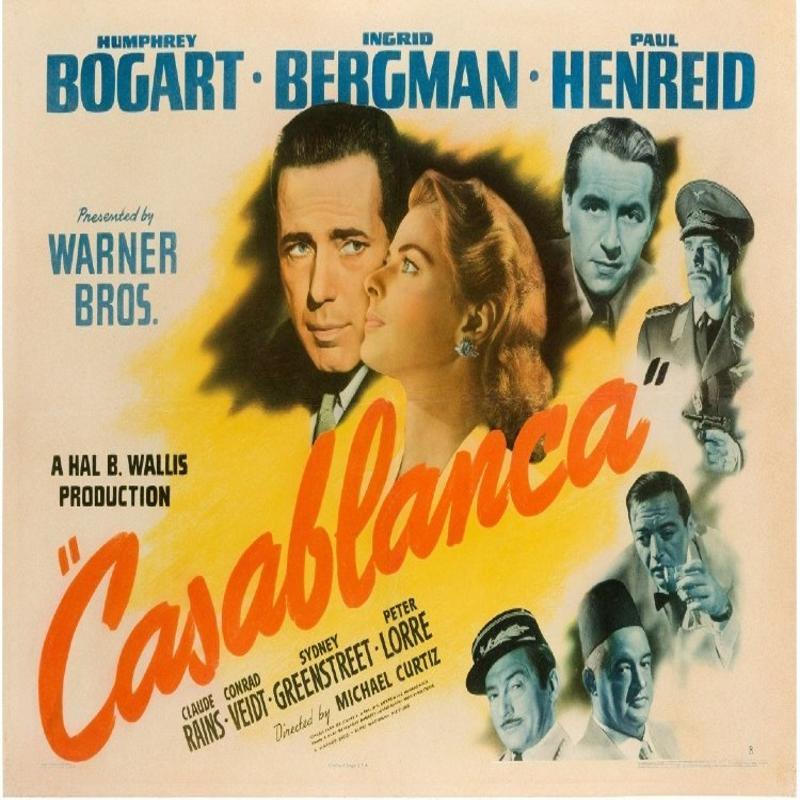 HUMPHREY INGRID PAUL
BOGART · BERGMAN · HENREID
Presented by
WARNER
BROS.
A HAL B. WALLIS
PRODUCTION
"Casablanca"
CLAUDE CONRAD SYDNEY PETER
RAINS · VEIDT · GREENSTREET · LORRE
Directed by MICHAEL CURTIZ
8